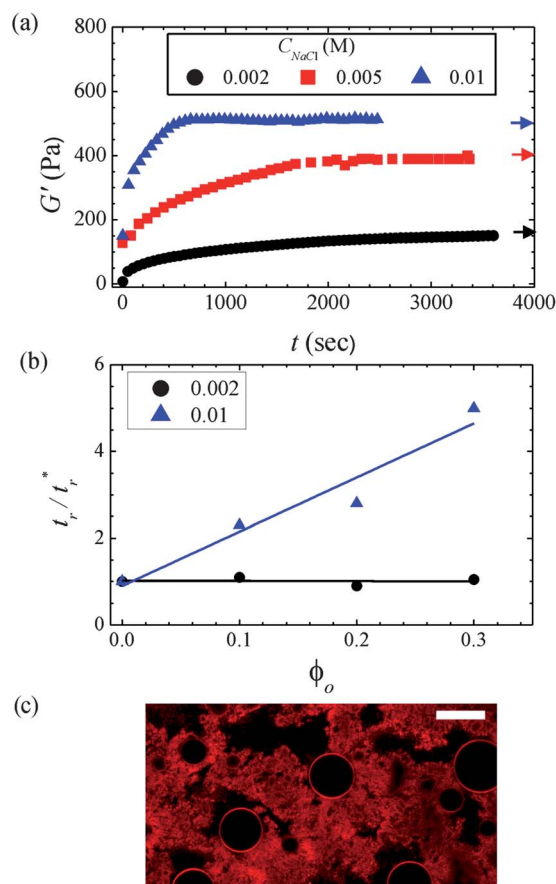 (a)
C_NaCl (M)
0.002 0.005 0.01
800
600
400
200
0
G' (Pa)
0 1000 2000 3000 4000
t (sec)
(b)
0.002
0.01
6
4
2
0
t_r / t_r^*
0.0 0.1 0.2 0.3
ϕ_o
(c)